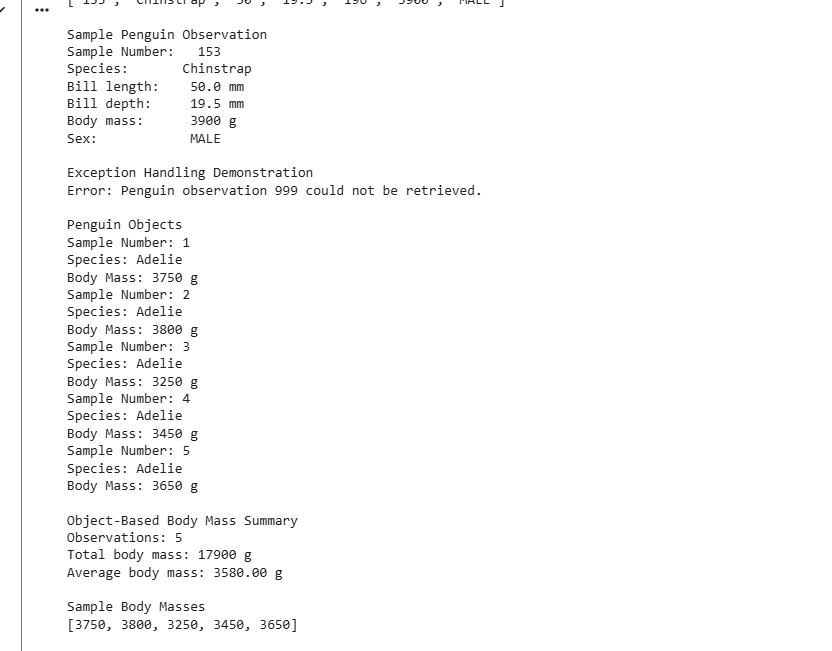 Sample Penguin Observation
Sample Number:   153
Species:       Chinstrap
Bill length:    50.0 mm
Bill depth:     19.5 mm
Body mass:      3900 g
Sex:            MALE
Exception Handling Demonstration
Error: Penguin observation 999 could not be retrieved.
Penguin Objects
Sample Number: 1
Species: Adelie
Body Mass: 3750 g
Sample Number: 2
Species: Adelie
Body Mass: 3800 g
Sample Number: 3
Species: Adelie
Body Mass: 3250 g
Sample Number: 4
Species: Adelie
Body Mass: 3450 g
Sample Number: 5
Species: Adelie
Body Mass: 3650 g
Object-Based Body Mass Summary
Observations: 5
Total body mass: 17900 g
Average body mass: 3580.00 g
Sample Body Masses
[3750, 3800, 3250, 3450, 3650]